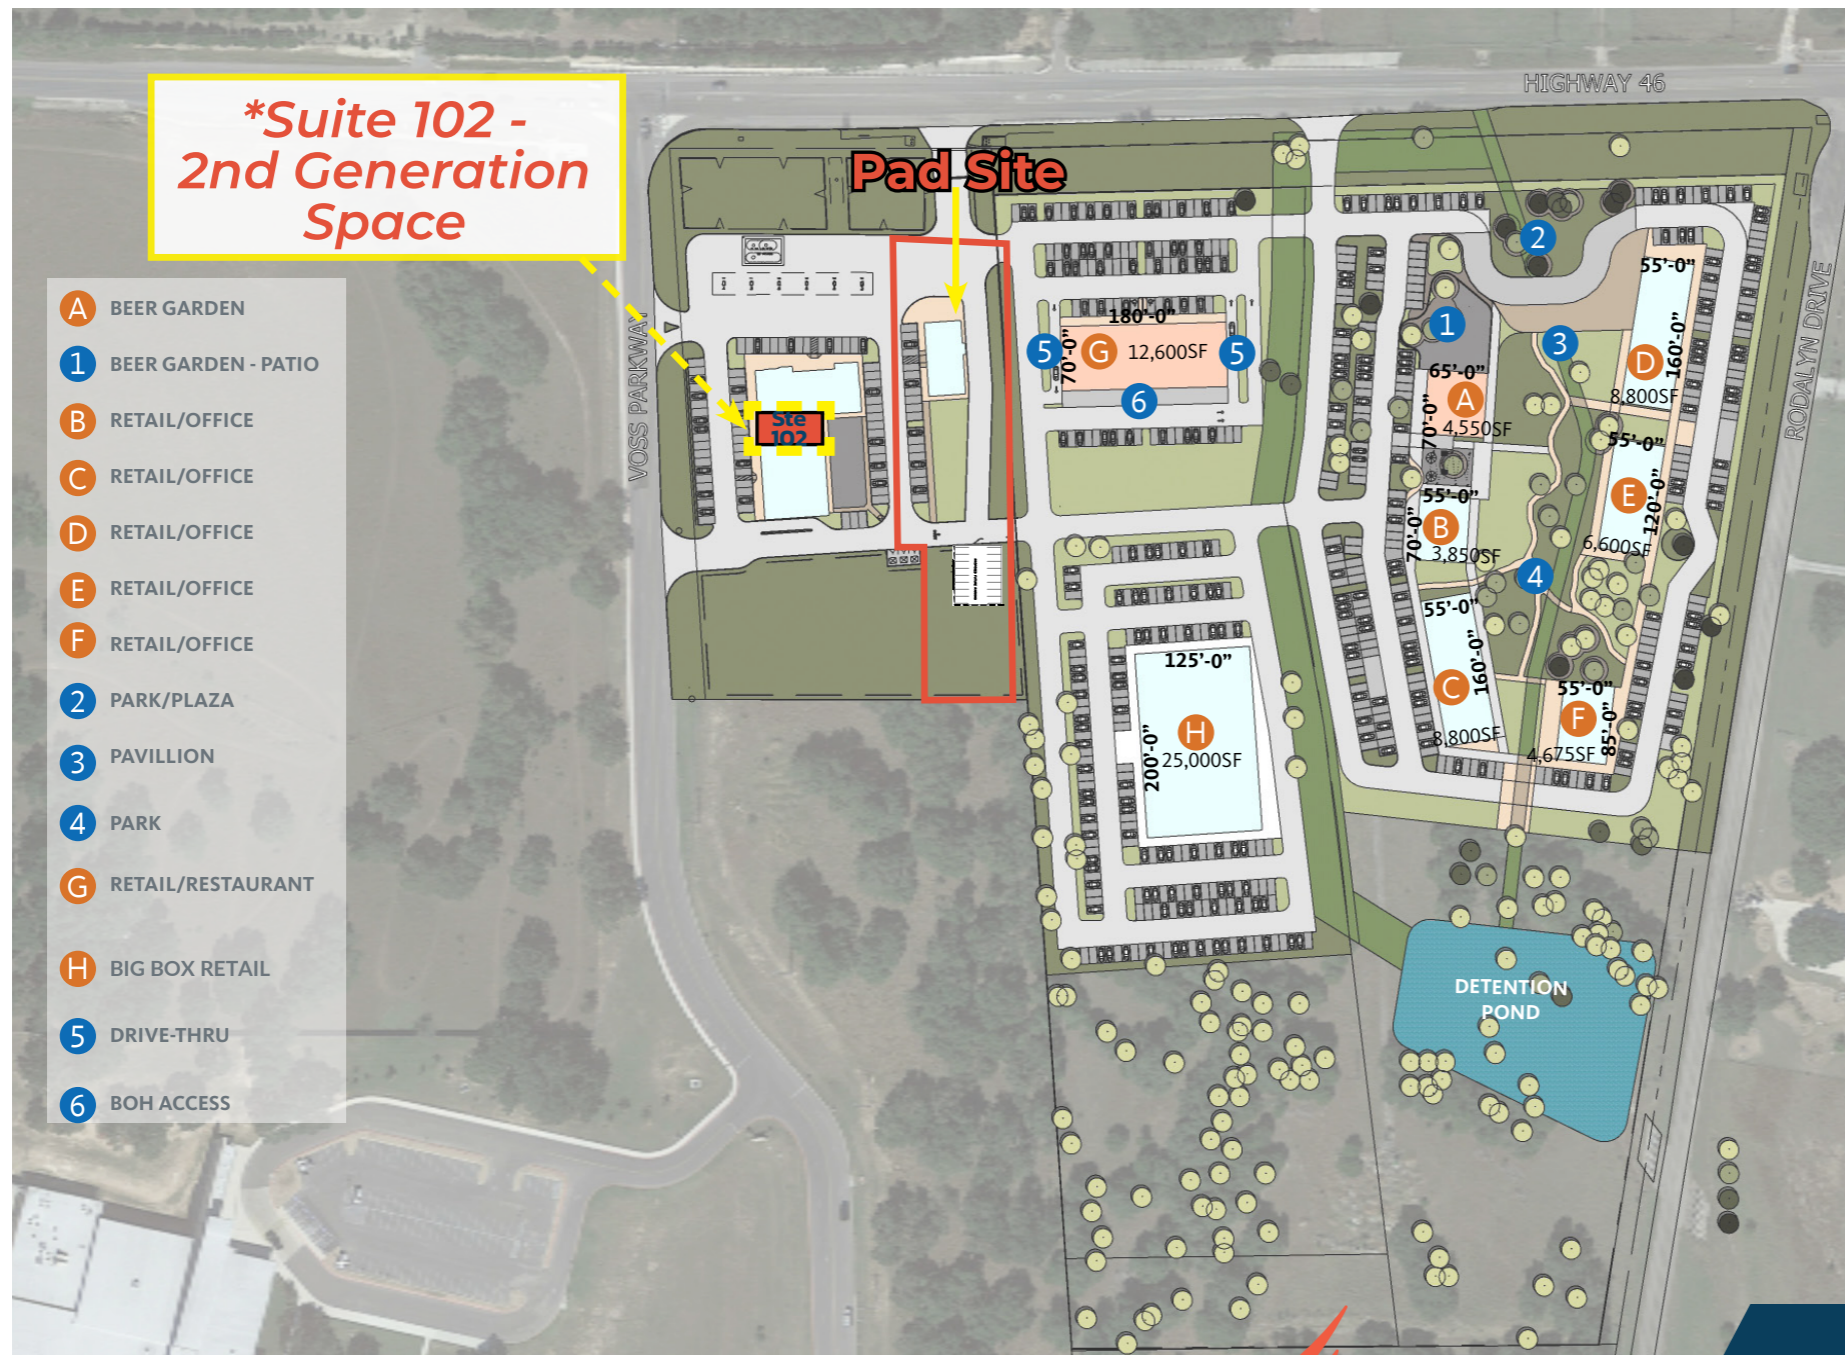 HIGHWAY 46
*Suite 102 -
2nd Generation
Space
Pad Site
VOSS PARKWAY
RODALYN DRIVE
A BEER GARDEN
1 BEER GARDEN - PATIO
B RETAIL/OFFICE
C RETAIL/OFFICE
D RETAIL/OFFICE
E RETAIL/OFFICE
F RETAIL/OFFICE
2 PARK/PLAZA
3 PAVILLION
4 PARK
G RETAIL/RESTAURANT
H BIG BOX RETAIL
5 DRIVE-THRU
6 BOH ACCESS
Ste
102
180'-0"
70'-0"
5
G
12,600SF
5
6
2
1
3
65'-0"
A
70'-0"
4,550SF
55'-0"
D
160'-0"
8,800SF
55'-0"
E
120'-0"
6,600SF
55'-0"
B
70'-0"
3,850SF
4
55'-0"
C
160'-0"
8,800SF
55'-0"
F
85'-0"
4,675SF
125'-0"
H
25,000SF
200'-0"
DETENTION
POND